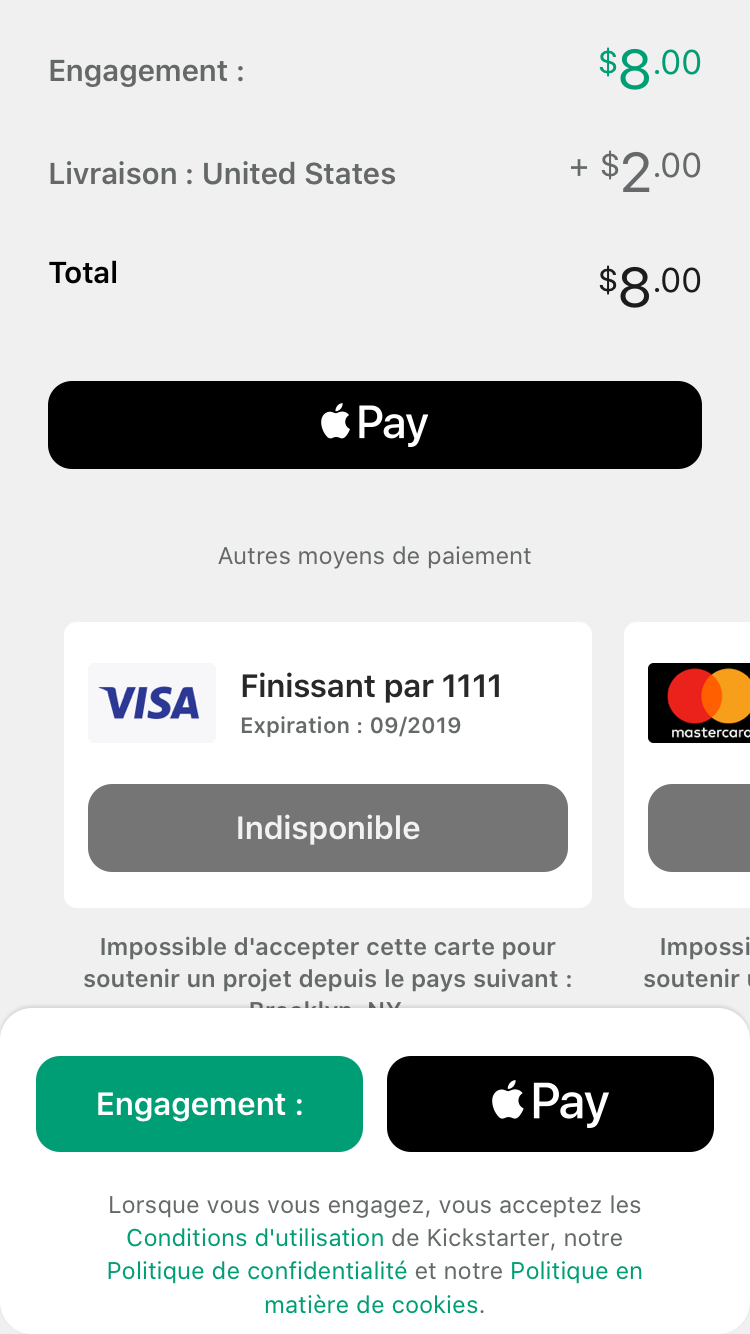 Engagement :
$8.00
Livraison : United States
+ $2.00
Total
$8.00
Pay
Autres moyens de paiement
VISA
Finissant par 1111
Expiration : 09/2019
mastercard
Indisponible
Impossible d'accepter cette carte pour
soutenir un projet depuis le pays suivant :
Brooklyn, NY
Impossi
soutenir
Engagement :
Pay
Lorsque vous vous engagez, vous acceptez les
Conditions d'utilisation de Kickstarter, notre
Politique de confidentialité et notre Politique en
matière de cookies.